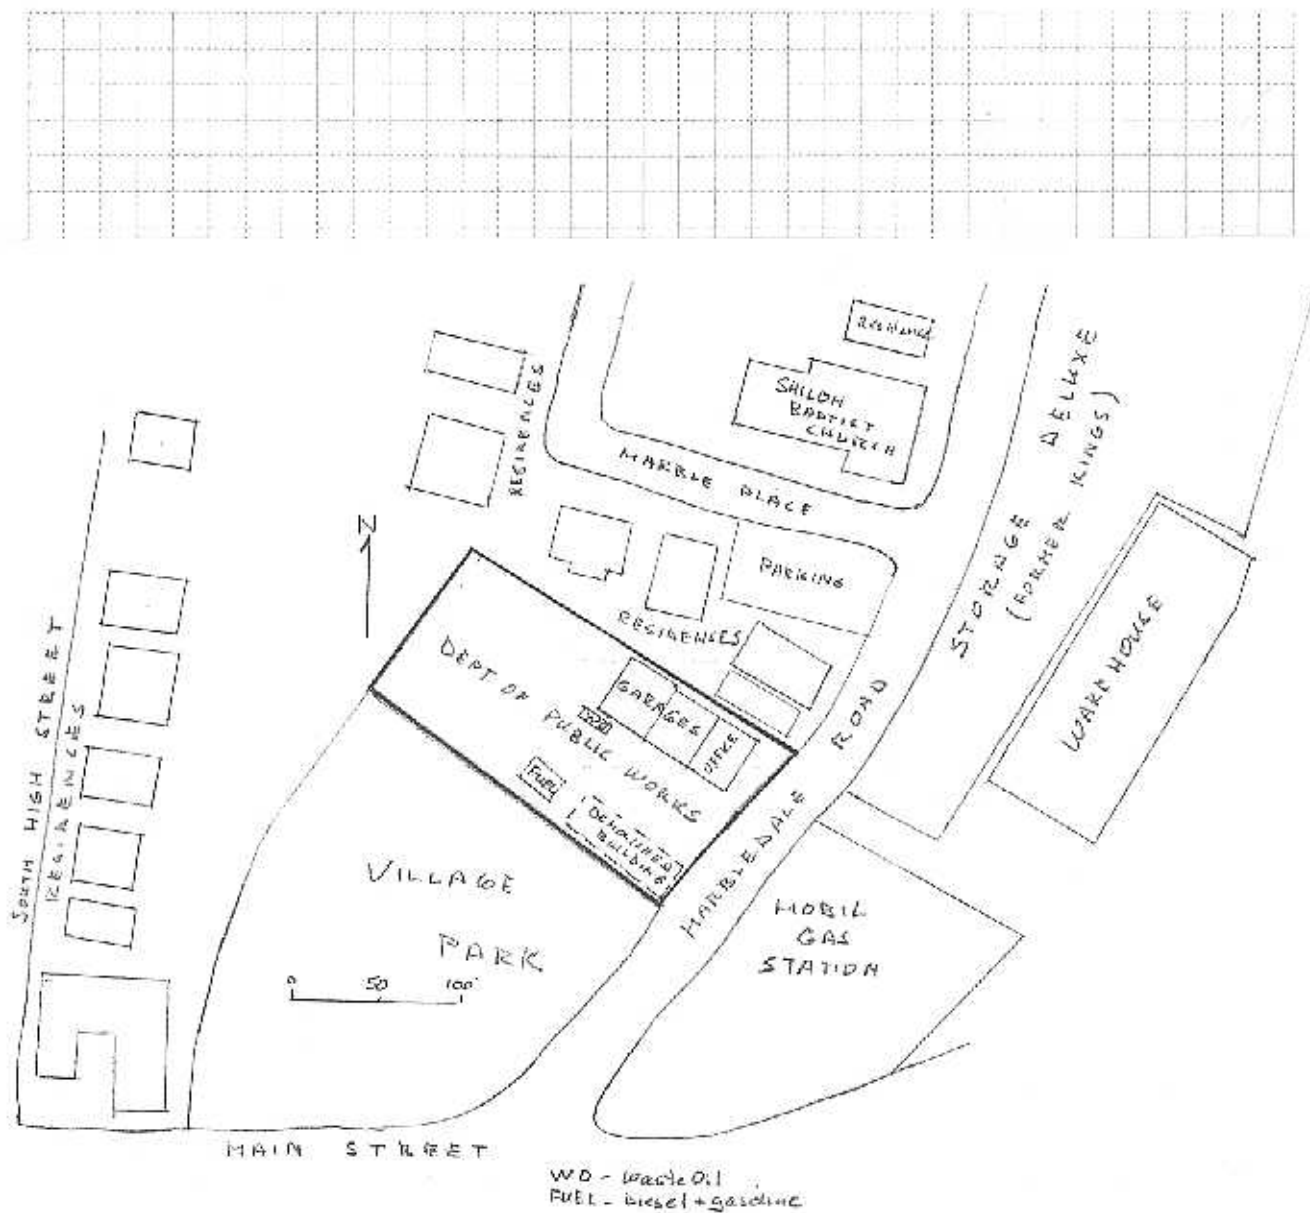 RESIDENCE
SHILOH
BAPTIST
CHURCH
RESIDENCES
MARBLE PLACE
STORAGE DELUXE
(FORMER KINGS)
N
PARKING
RESIDENCES
WAREHOUSE
DEPT OF
PUBLIC WORKS
GARAGES
OFFICE
FUEL
DEMOLISHED
BUILDING
MARBLEDALE ROAD
SOUTH HIGH STREET
RESIDENCES
VILLAGE
PARK
0 50 100'
MOBIL
GAS
STATION
MAIN STREET
WO - Waste Oil
FUEL - Diesel + gasoline